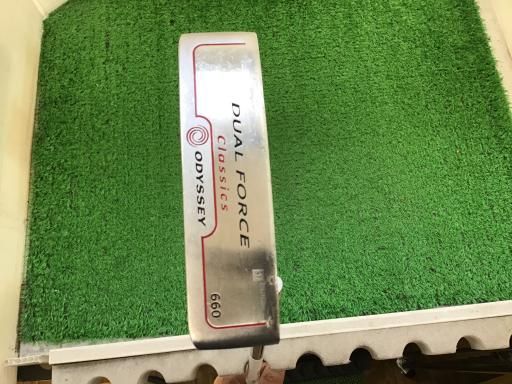 DUAL FORCE
Classics
ODYSSEY
660